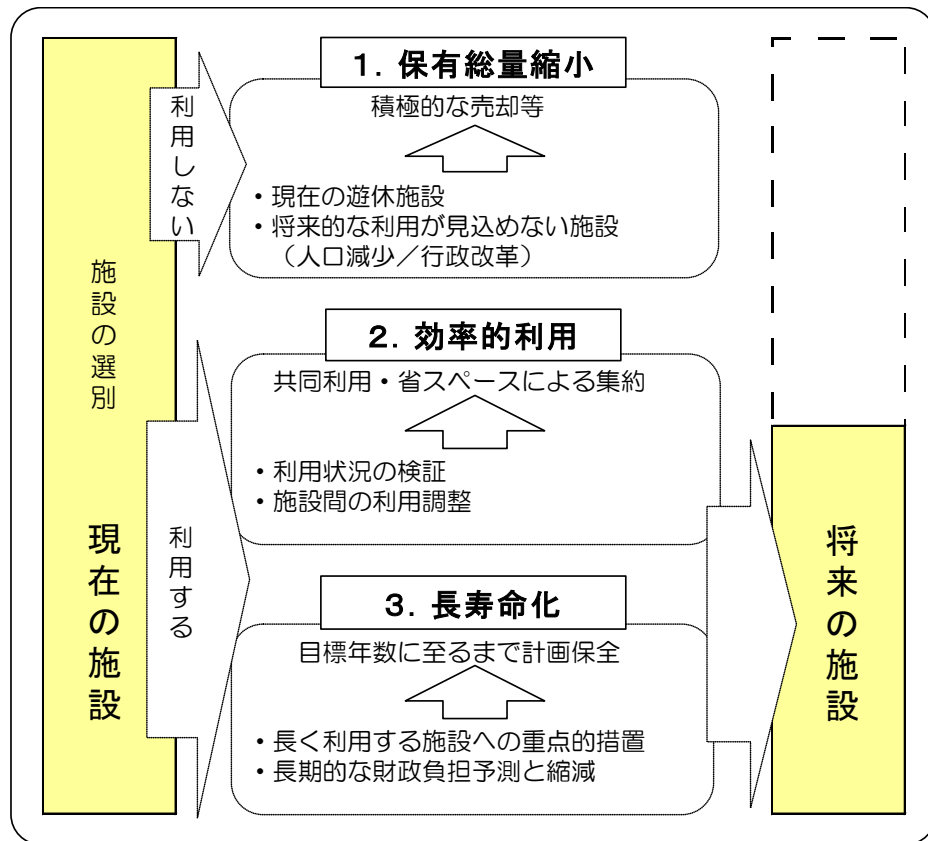 施設の選別
現在の施設
利用しない
利用する
1．保有総量縮小
積極的な売却等
・現在の遊休施設
・将来的な利用が見込めない施設
（人口減少／行政改革）
2．効率的利用
共同利用・省スペースによる集約
・利用状況の検証
・施設間の利用調整
3．長寿命化
目標年数に至るまで計画保全
・長く利用する施設への重点的措置
・長期的な財政負担予測と縮減
将来の施設